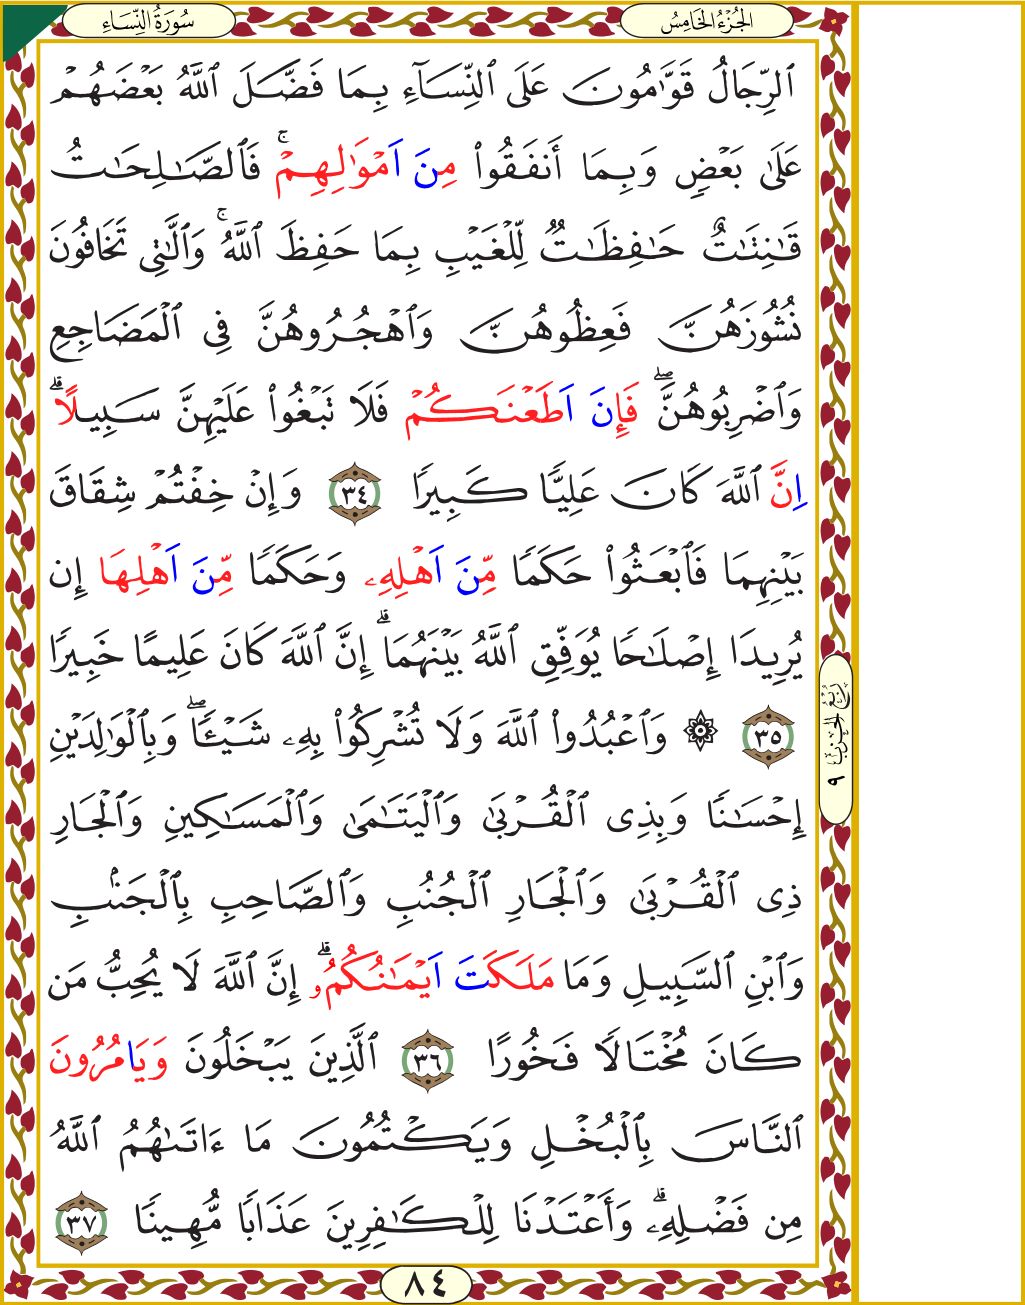 الجُزْءُ الخَامِسُ
سُورَةُ النِّسَاءِ
ٱلرِّجَالُ قَوَّٰمُونَ عَلَى ٱلنِّسَآءِ بِمَا فَضَّلَ ٱللَّهُ بَعْضَهُمْ
عَلَىٰ بَعْضٍ وَبِمَا أَنفَقُوا۟ مِنَ اَمْوَٰلِهِمْ ۚ فَٱلصَّٰلِحَٰتُ
قَٰنِتَٰتٌ حَٰفِظَٰتٌ لِّلْغَيْبِ بِمَا حَفِظَ ٱللَّهُ ۚ وَٱلَّٰتِى تَخَافُونَ
نُشُوزَهُنَّ فَعِظُوهُنَّ وَٱهْجُرُوهُنَّ فِى ٱلْمَضَاجِعِ
وَٱضْرِبُوهُنَّ ۖ فَإِنَ اَطَعْنَكُمْ فَلَا تَبْغُوا۟ عَلَيْهِنَّ سَبِيلًا ۗ
اِنَّ ٱللَّهَ كَانَ عَلِيًّا كَبِيرًا ٣٤ وَإِنْ خِفْتُمْ شِقَاقَ
بَيْنِهِمَا فَٱبْعَثُوا۟ حَكَمًا مِّنَ اَهْلِهِۦ وَحَكَمًا مِّنَ اَهْلِهَا إِن
يُرِيدَا إِصْلَٰحًا يُوَفِّقِ ٱللَّهُ بَيْنَهُمَا ۗ إِنَّ ٱللَّهَ كَانَ عَلِيمًا خَبِيرًا
٣٥ ۞ وَٱعْبُدُوا۟ ٱللَّهَ وَلَا تُشْرِكُوا۟ بِهِۦ شَيْـًٔا ۖ وَبِٱلْوَٰلِدَيْنِ
إِحْسَٰنًا وَبِذِى ٱلْقُرْبَىٰ وَٱلْيَتَٰمَىٰ وَٱلْمَسَٰكِينِ وَٱلْجَارِ
ذِى ٱلْقُرْبَىٰ وَٱلْجَارِ ٱلْجُنُبِ وَٱلصَّاحِبِ بِٱلْجَنۢبِ
وَٱبْنِ ٱلسَّبِيلِ وَمَا مَلَكَتَ اَيْمَٰنُكُمُۥ ۗ إِنَّ ٱللَّهَ لَا يُحِبُّ مَن
كَانَ مُخْتَالًا فَخُورًا ٣٦ ٱلَّذِينَ يَبْخَلُونَ وَيَامُرُونَ
ٱلنَّاسَ بِٱلْبُخْلِ وَيَكْتُمُونَ مَا ءَاتَىٰهُمُ ٱللَّهُ
مِن فَضْلِهِۦ ۗ وَأَعْتَدْنَا لِلْكَٰفِرِينَ عَذَابًا مُّهِينًا ٣٧
رُبْعُ الحِزْبِ ٩
٨٤